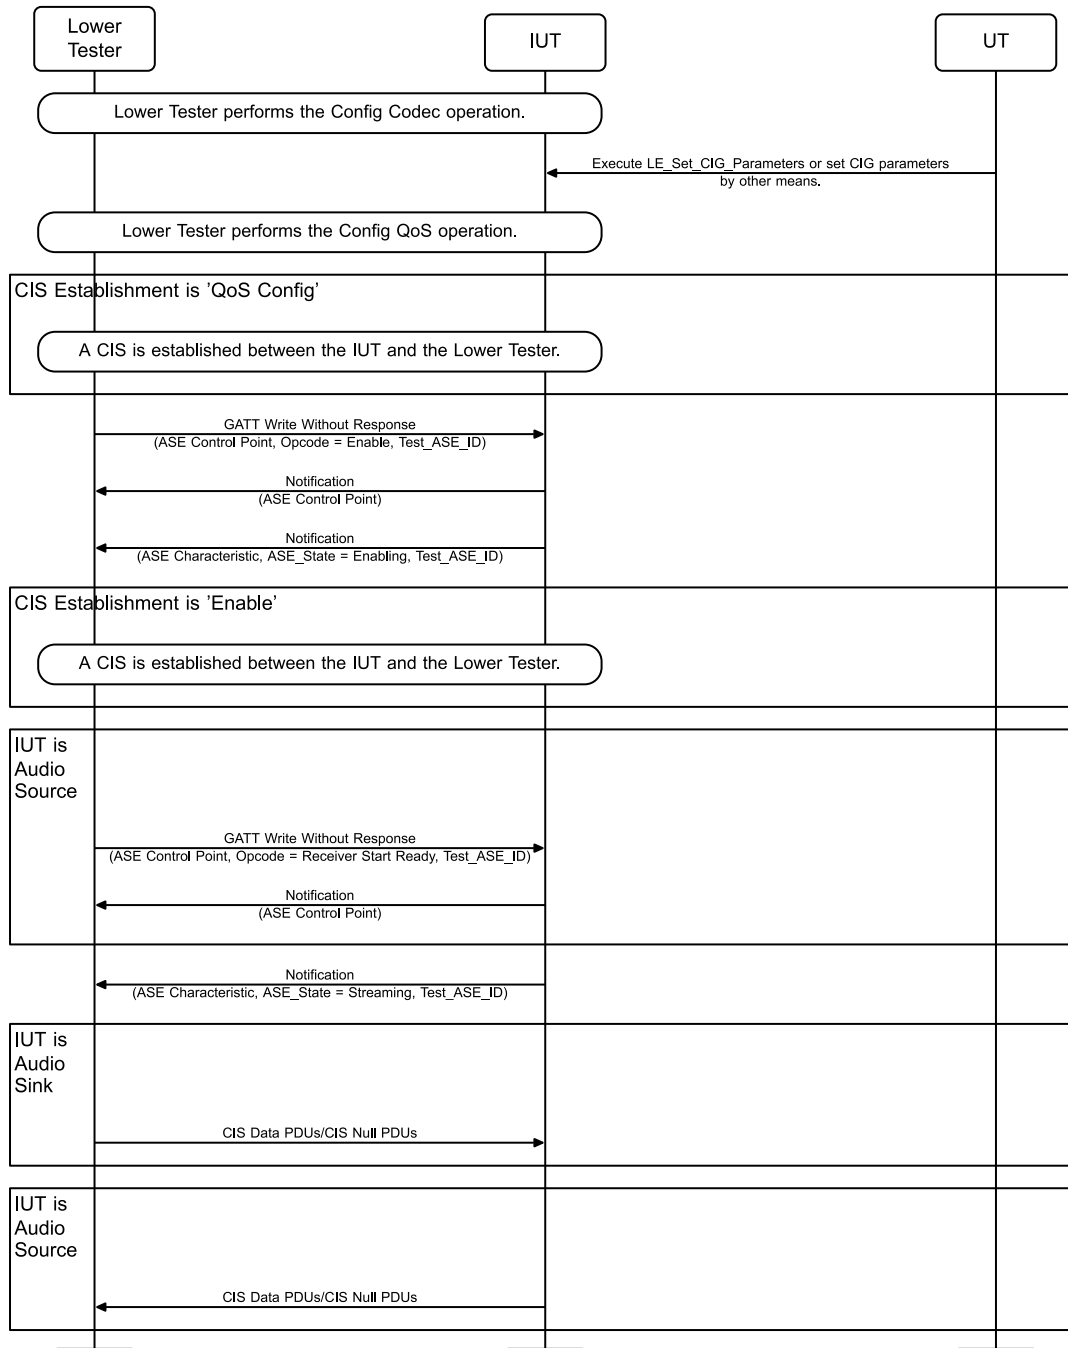 Lower
Tester
IUT
UT
Lower Tester performs the Config Codec operation.
Execute LE_Set_CIG_Parameters or set CIG parameters
by other means.
Lower Tester performs the Config QoS operation.
CIS Establishment is 'QoS Config'
A CIS is established between the IUT and the Lower Tester.
GATT Write Without Response
(ASE Control Point, Opcode = Enable, Test_ASE_ID)
Notification
(ASE Control Point)
Notification
(ASE Characteristic, ASE_State = Enabling, Test_ASE_ID)
CIS Establishment is 'Enable'
A CIS is established between the IUT and the Lower Tester.
IUT is
Audio
Source
GATT Write Without Response
(ASE Control Point, Opcode = Receiver Start Ready, Test_ASE_ID)
Notification
(ASE Control Point)
Notification
(ASE Characteristic, ASE_State = Streaming, Test_ASE_ID)
IUT is
Audio
Sink
CIS Data PDUs/CIS Null PDUs
IUT is
Audio
Source
CIS Data PDUs/CIS Null PDUs